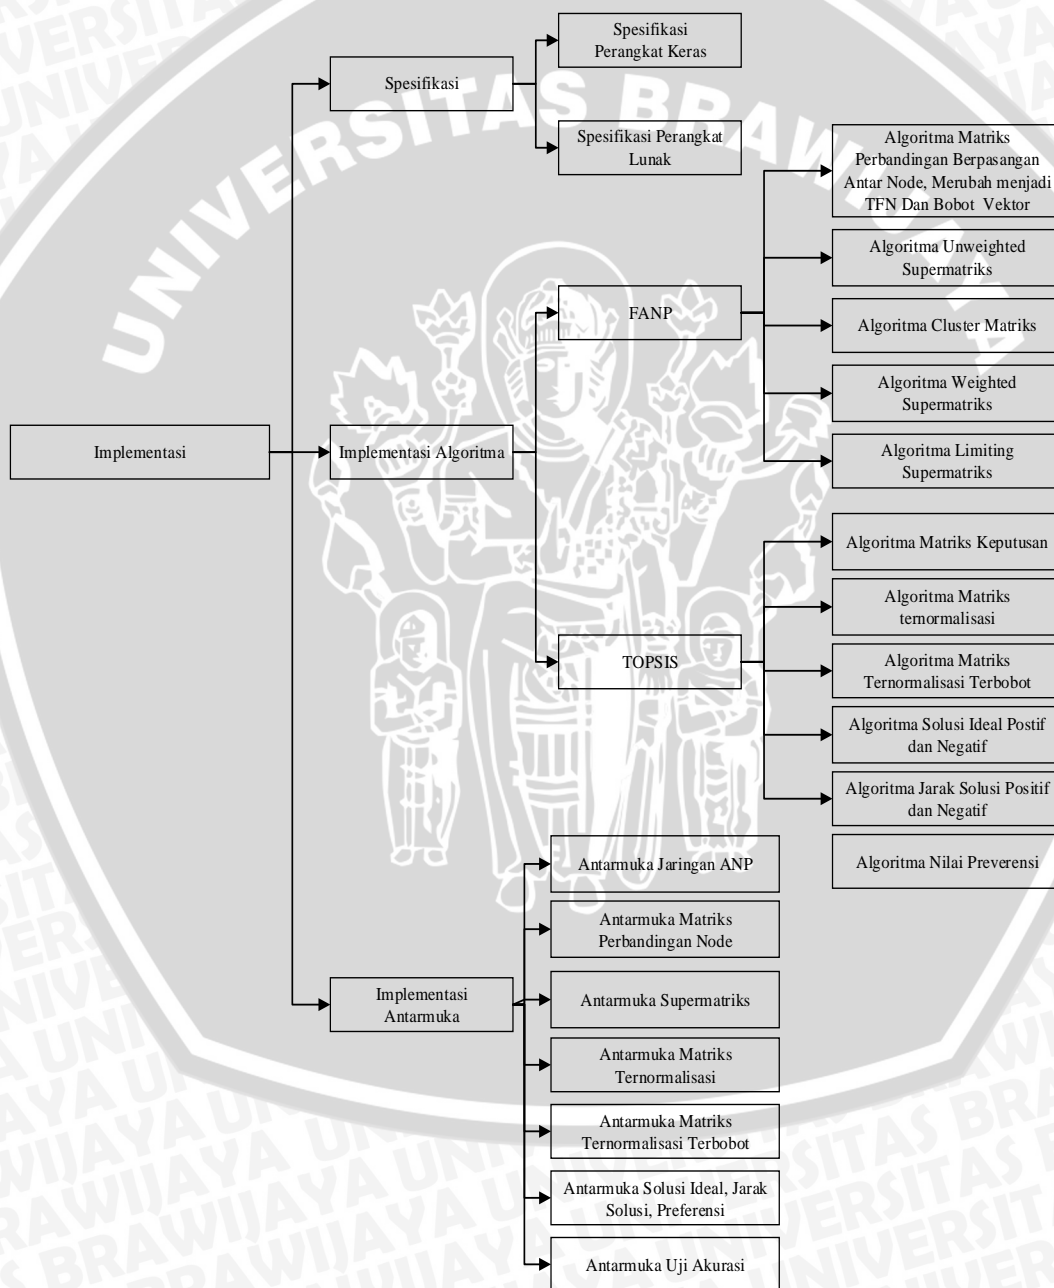 Implementasi
Spesifikasi
Spesifikasi
Perangkat Keras
Spesifikasi Perangkat
Lunak
Implementasi Algoritma
FANP
Algoritma Matriks
Perbandingan Berpasangan
Antar Node, Merubah menjadi
TFN Dan Bobot Vektor
Algoritma Unweighted
Supermatriks
Algoritma Cluster Matriks
Algoritma Weighted
Supermatriks
Algoritma Limiting
Supermatriks
TOPSIS
Algoritma Matriks Keputusan
Algoritma Matriks
ternormalisasi
Algoritma Matriks
Ternormalisasi Terbobot
Algoritma Solusi Ideal Postif
dan Negatif
Algoritma Jarak Solusi Positif
dan Negatif
Algoritma Nilai Preverensi
Implementasi
Antarmuka
Antarmuka Jaringan ANP
Antarmuka Matriks
Perbandingan Node
Antarmuka Supermatriks
Antarmuka Matriks
Ternormalisasi
Antarmuka Matriks
Ternormalisasi Terbobot
Antarmuka Solusi Ideal, Jarak
Solusi, Preferensi
Antarmuka Uji Akurasi
UNIVERSITAS BRAWIJAYA